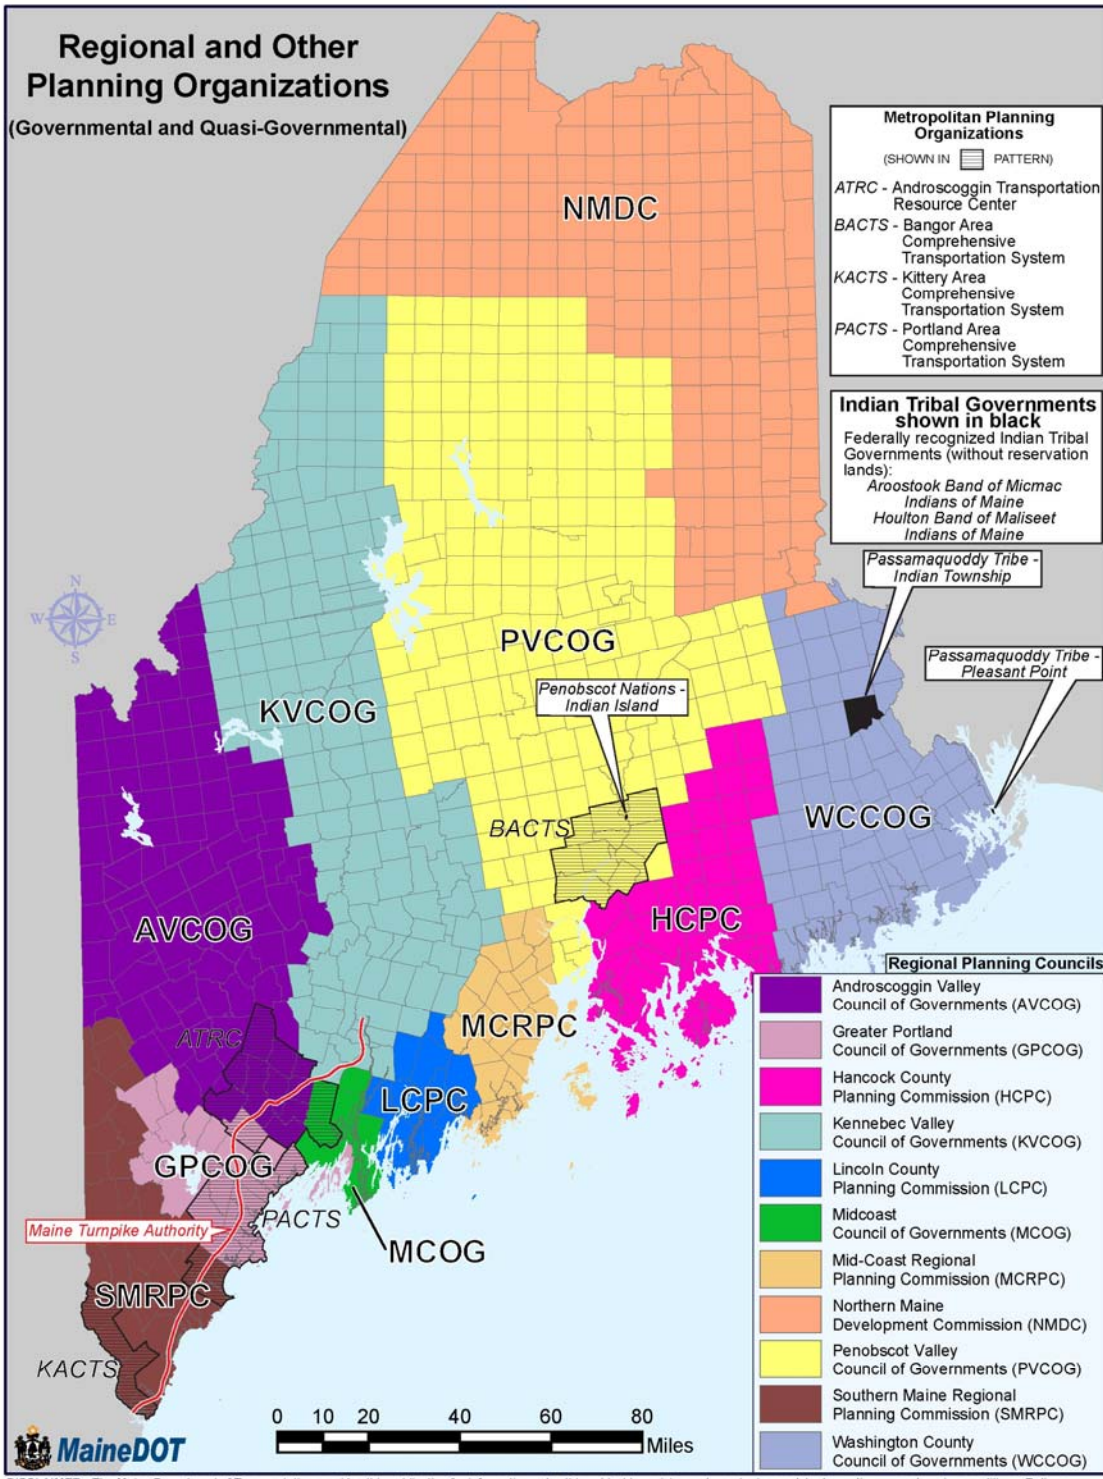 Regional and Other
Planning Organizations
(Governmental and Quasi-Governmental)
Metropolitan Planning
Organizations
(SHOWN IN PATTERN)
ATRC - Androscoggin Transportation
Resource Center
BACTS - Bangor Area
Comprehensive
Transportation System
KACTS - Kittery Area
Comprehensive
Transportation System
PACTS - Portland Area
Comprehensive
Transportation System
Indian Tribal Governments
shown in black
Federally recognized Indian Tribal
Governments (without reservation
lands):
Aroostook Band of Micmac
Indians of Maine
Houlton Band of Maliseet
Indians of Maine
Passamaquoddy Tribe -
Indian Township
Passamaquoddy Tribe -
Pleasant Point
Penobscot Nations -
Indian Island
NMDC
N
W E
S
PVCOG
KVCOG
BACTS
WCCOG
AVCOG
HCPC
MCRPC
ATRC
LCPC
GPCOG
PACTS
Maine Turnpike Authority
MCOG
SMRPC
KACTS
Regional Planning Councils
Androscoggin Valley
Council of Governments (AVCOG)
Greater Portland
Council of Governments (GPCOG)
Hancock County
Planning Commission (HCPC)
Kennebec Valley
Council of Governments (KVCOG)
Lincoln County
Planning Commission (LCPC)
Midcoast
Council of Governments (MCOG)
Mid-Coast Regional
Planning Commission (MCRPC)
Northern Maine
Development Commission (NMDC)
Penobscot Valley
Council of Governments (PVCOG)
Southern Maine Regional
Planning Commission (SMRPC)
Washington County
Council of Governments (WCCOG)
0 10 20 40 60 80
Miles
MaineDOT